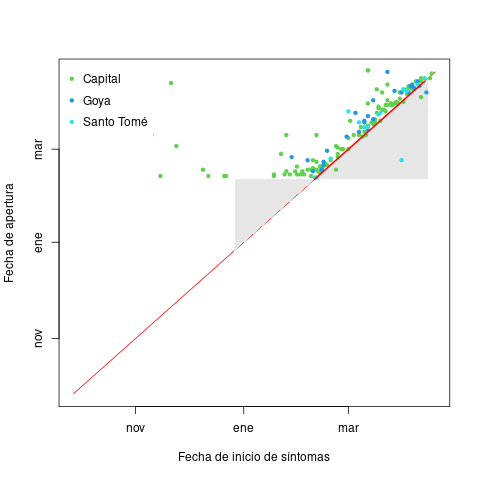 Capital
Goya
Santo Tomé
Fecha de apertura
mar
ene
nov
nov
ene
mar
Fecha de inicio de síntomas